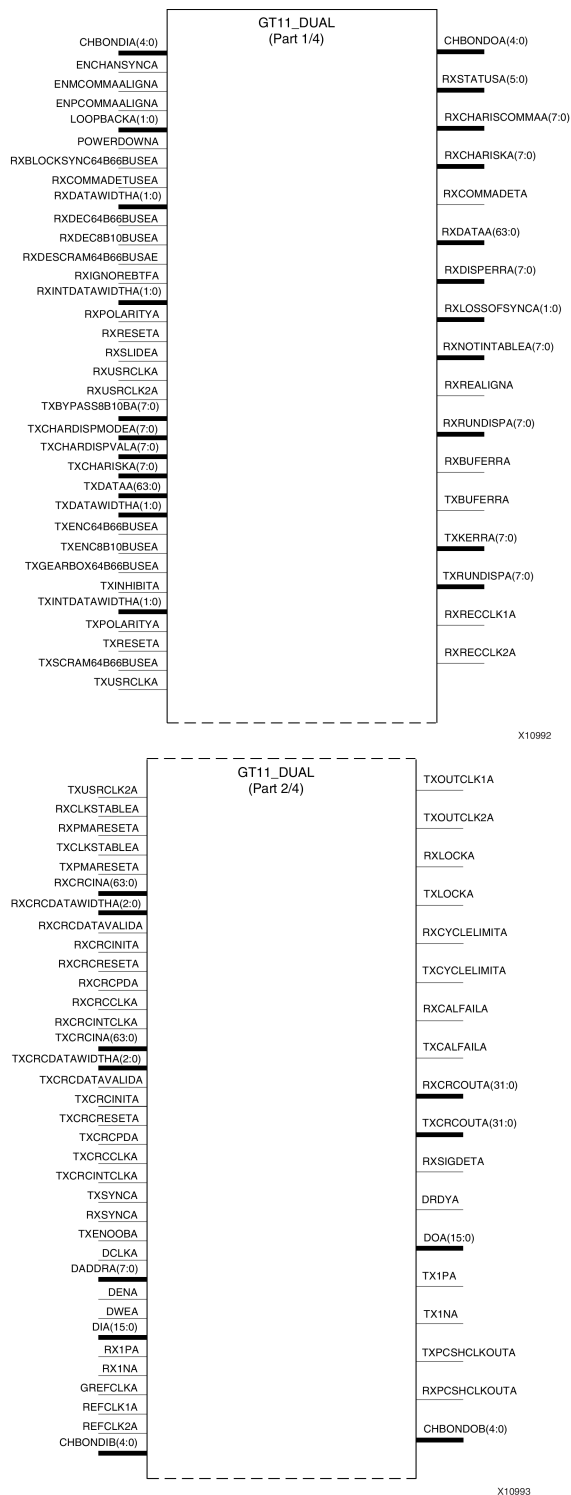 GT11_DUAL
(Part 1/4)
CHBONDIA(4:0)
ENCHANSYNCA
ENMCOMMAALIGNA
ENPCOMMAALIGNA
LOOPBACKA(1:0)
POWERDOWNA
RXBLOCKSYNC64B66BUSEA
RXCOMMADETUSEA
RXDATAWIDTHA(1:0)
RXDEC64B66BUSEA
RXDEC8B10BUSEA
RXDESCRAM64B66BUSAE
RXIGNOREBTFA
RXINTDATAWIDTHA(1:0)
RXPOLARITYA
RXRESETA
RXSLIDEA
RXUSRCLKA
RXUSRCLK2A
TXBYPASS8B10BA(7:0)
TXCHARDISPMODEA(7:0)
TXCHARDISPVALA(7:0)
TXCHARISKA(7:0)
TXDATAA(63:0)
TXDATAWIDTHA(1:0)
TXENC64B66BUSEA
TXENC8B10BUSEA
TXGEARBOX64B66BUSEA
TXINHIBITA
TXINTDATAWIDTHA(1:0)
TXPOLARITYA
TXRESETA
TXSCRAM64B66BUSEA
TXUSRCLKA
CHBONDOA(4:0)
RXSTATUSA(5:0)
RXCHARISCOMMAA(7:0)
RXCHARISKA(7:0)
RXCOMMADETA
RXDATAA(63:0)
RXDISPERRA(7:0)
RXLOSSOFSYNCA(1:0)
RXNOTINTABLEA(7:0)
RXREALIGNA
RXRUNDISPA(7:0)
RXBUFERRA
TXBUFERRA
TXKERRA(7:0)
TXRUNDISPA(7:0)
RXRECCLK1A
RXRECCLK2A
X10992
GT11_DUAL
(Part 2/4)
TXUSRCLK2A
RXCLKSTABLEA
RXPMARESETA
TXCLKSTABLEA
TXPMARESETA
RXCRCINA(63:0)
RXCRCDATAWIDTHA(2:0)
RXCRCDATAVALIDA
RXCRCINITA
RXCRCRESETA
RXCRCPDA
RXCRCCLKA
RXCRCINTCLKA
TXCRCINA(63:0)
TXCRCDATAWIDTHA(2:0)
TXCRCDATAVALIDA
TXCRCINITA
TXCRCRESETA
TXCRCPDA
TXCRCCLKA
TXCRCINTCLKA
TXSYNCA
RXSYNCA
TXENOOBA
DCLKA
DADDRA(7:0)
DENA
DWEA
DIA(15:0)
RX1PA
RX1NA
GREFCLKA
REFCLK1A
REFCLK2A
CHBONDIB(4:0)
TXOUTCLK1A
TXOUTCLK2A
RXLOCKA
TXLOCKA
RXCYCLELIMITA
TXCYCLELIMITA
RXCALFAILA
TXCALFAILA
RXCRCOUTA(31:0)
TXCRCOUTA(31:0)
RXSIGDETA
DRDYA
DOA(15:0)
TX1PA
TX1NA
TXPCSHCLKOUTA
RXPCSHCLKOUTA
CHBONDOB(4:0)
X10993